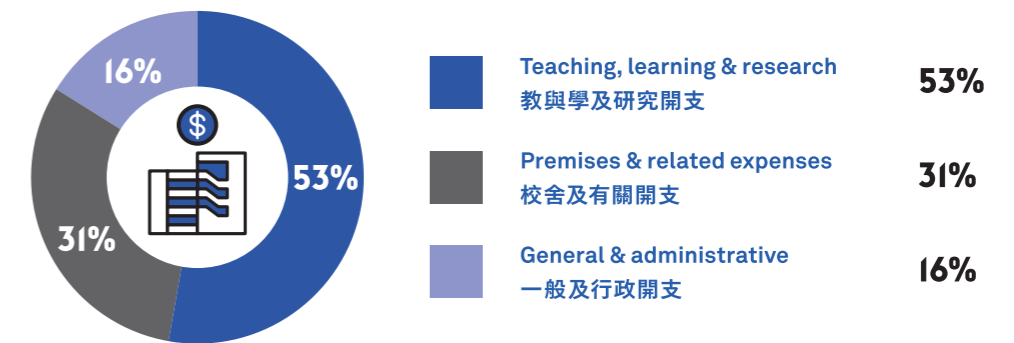 16%
53%
31%
$
Teaching, learning & research
教與學及研究開支
53%
Premises & related expenses
校舍及有關開支
31%
General & administrative
一般及行政開支
16%